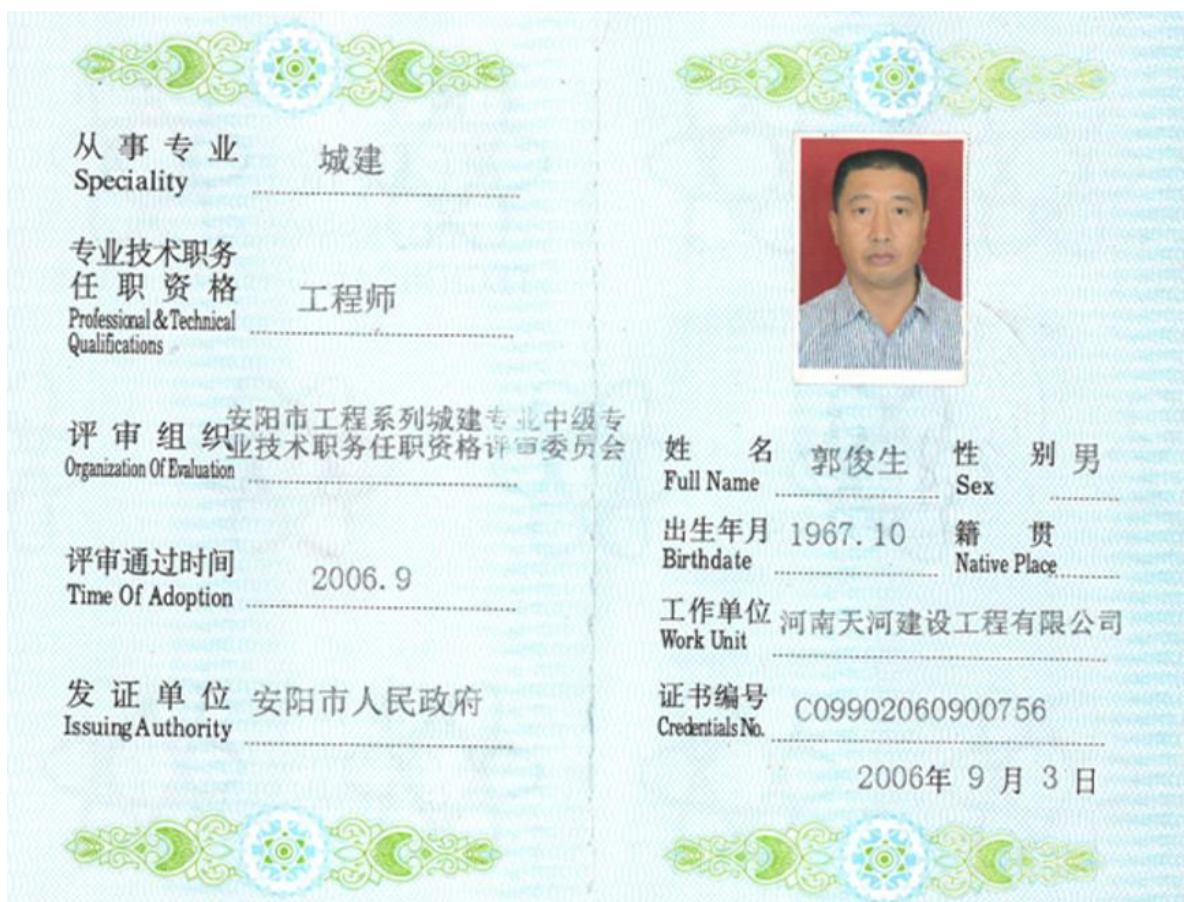 从事专业 城建
Speciality
专业技术职务
任职资格 工程师
Professional & Technical
Qualifications
安阳市工程系列城建专业中级专
评审组织 业技术职务任职资格评审委员会
Organization Of Evaluation
评审通过时间 2006.9
Time Of Adoption
发证单位 安阳市人民政府
Issuing Authority
姓名 郭俊生 性别 男
Full Name Sex
出生年月 1967.10 籍贯
Birthdate Native Place
工作单位 河南天河建设工程有限公司
Work Unit
证书编号 C09902060900756
Credentials No.
2006年 9 月 3 日